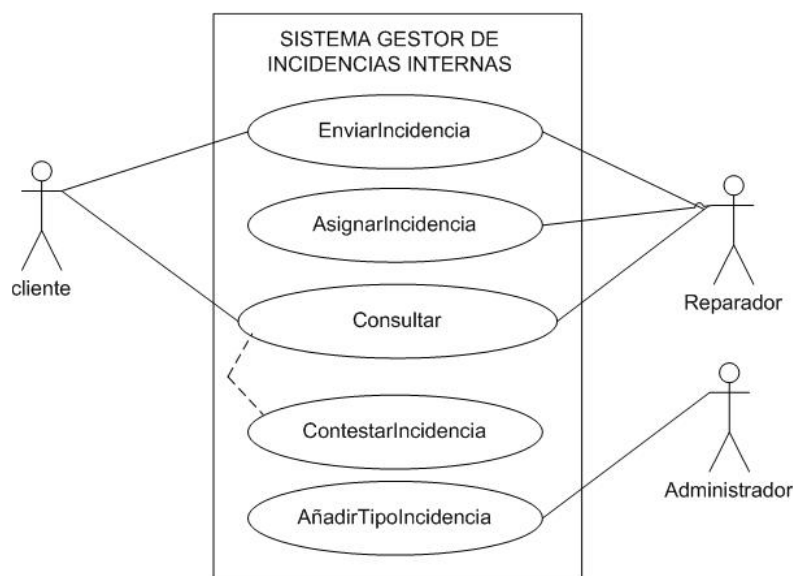 SISTEMA GESTOR DE
INCIDENCIAS INTERNAS
EnviarIncidencia
AsignarIncidencia
cliente
Reparador
Consultar
ContestarIncidencia
Administrador
AñadirTipoIncidencia